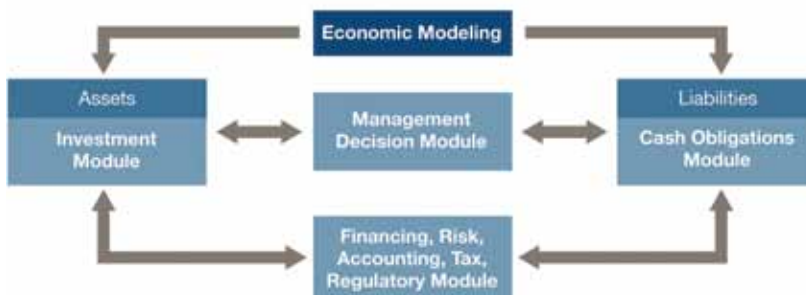 Economic Modeling
Assets
Investment
Module
Management
Decision Module
Liabilities
Cash Obligations
Module
Financing, Risk,
Accounting, Tax,
Regulatory Module